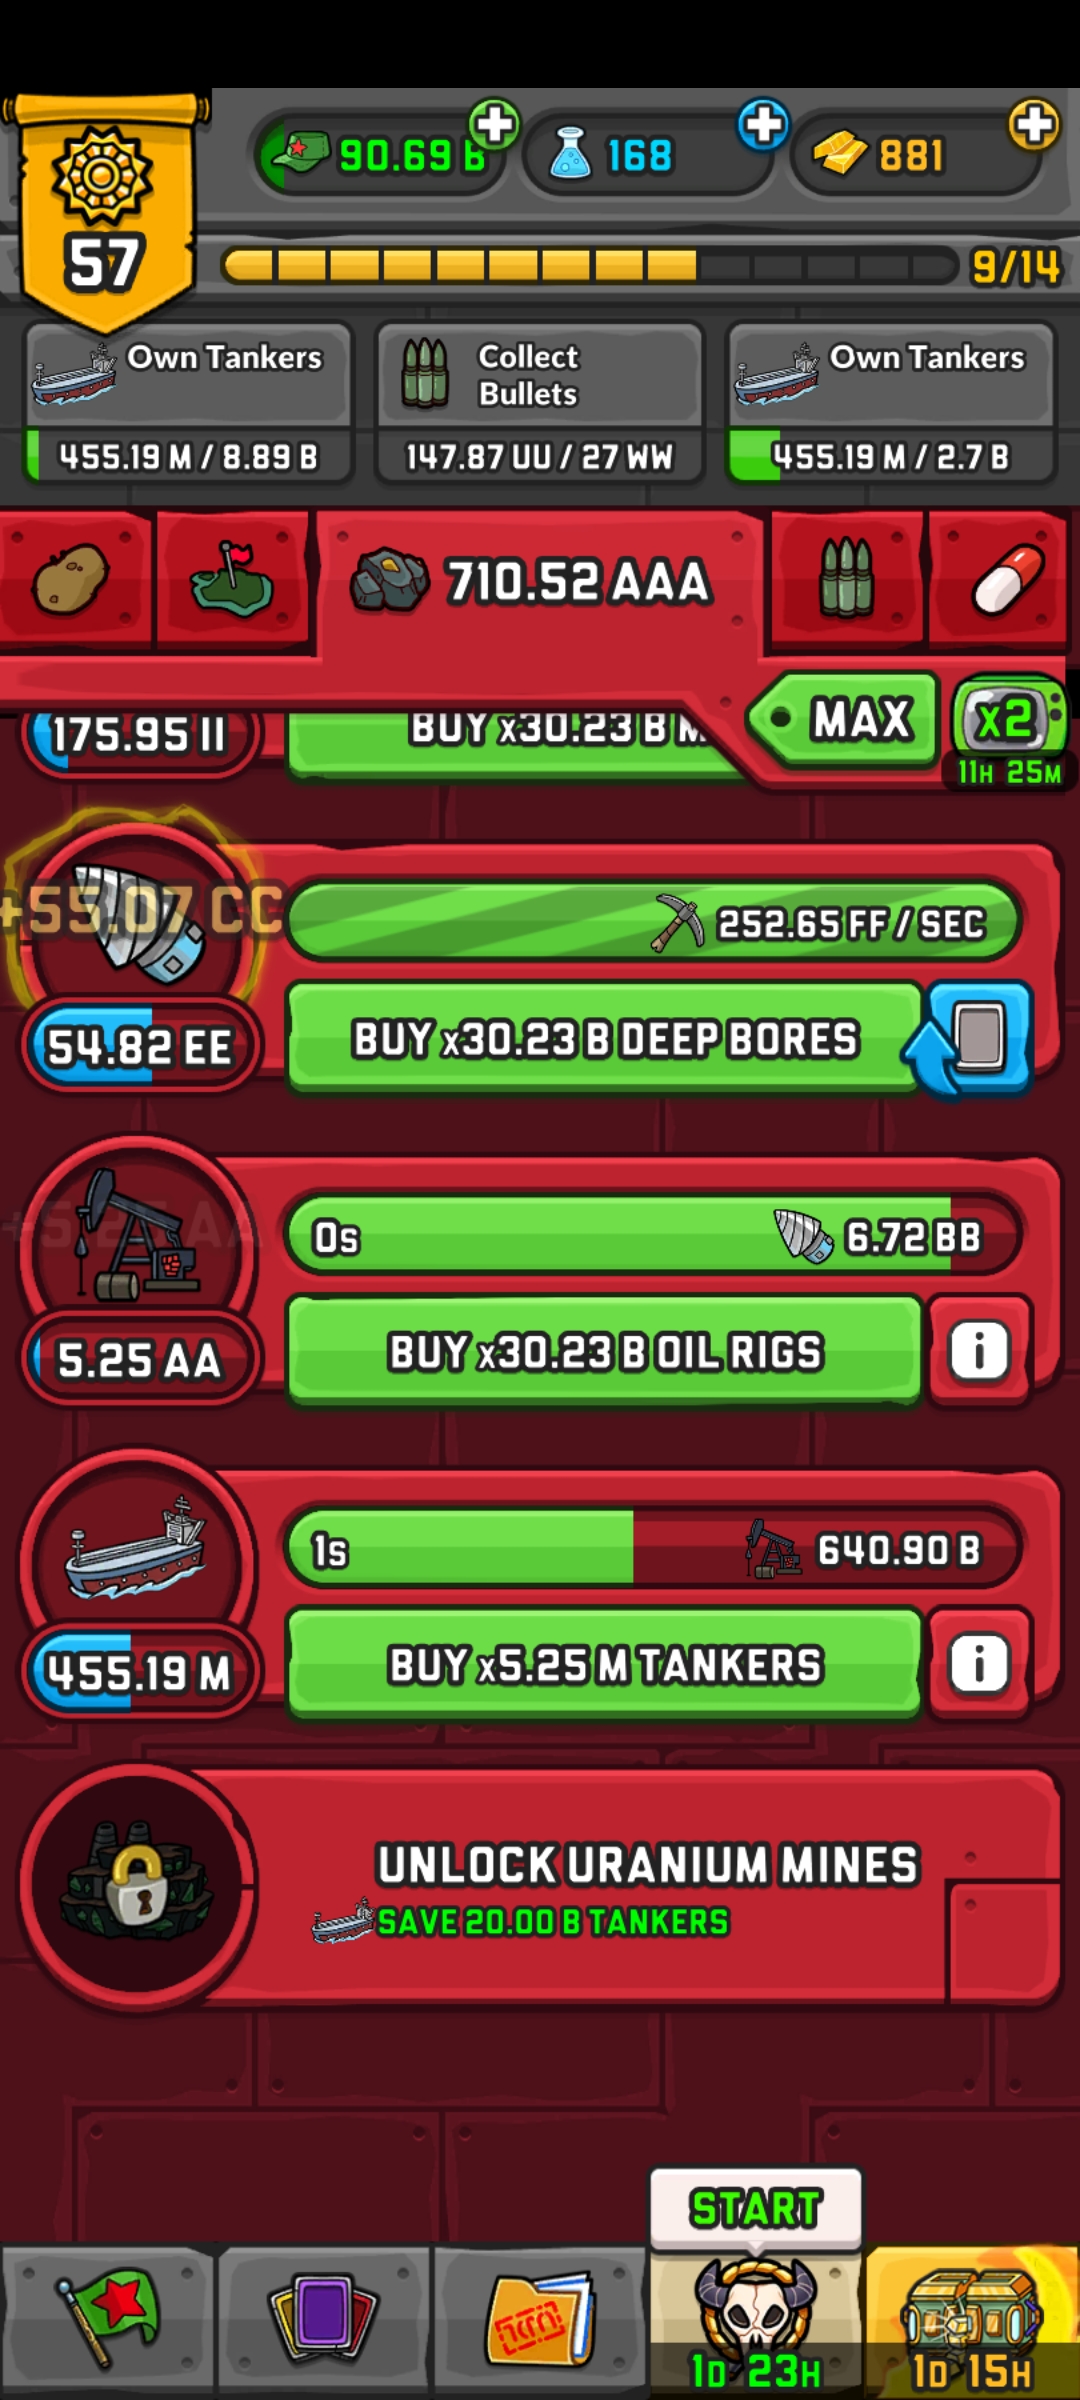 57
90.69 B
168
881
9/14
Own Tankers
455.19 M / 8.89 B
Collect
Bullets
147.87 UU / 27 WW
Own Tankers
455.19 M / 2.7 B
710.52 AAA
MAX
x2
11H 25M
175.95 II
BUY x30.23 B M
+55.07 CC
252.65 FF / SEC
54.82 EE
BUY x30.23 B DEEP BORES
+5.25 AA
0s
6.72 BB
5.25 AA
BUY x30.23 B OIL RIGS
i
1s
640.90 B
455.19 M
BUY x5.25 M TANKERS
i
UNLOCK URANIUM MINES
SAVE 20.00 B TANKERS
START
1D 23H
1D 15H